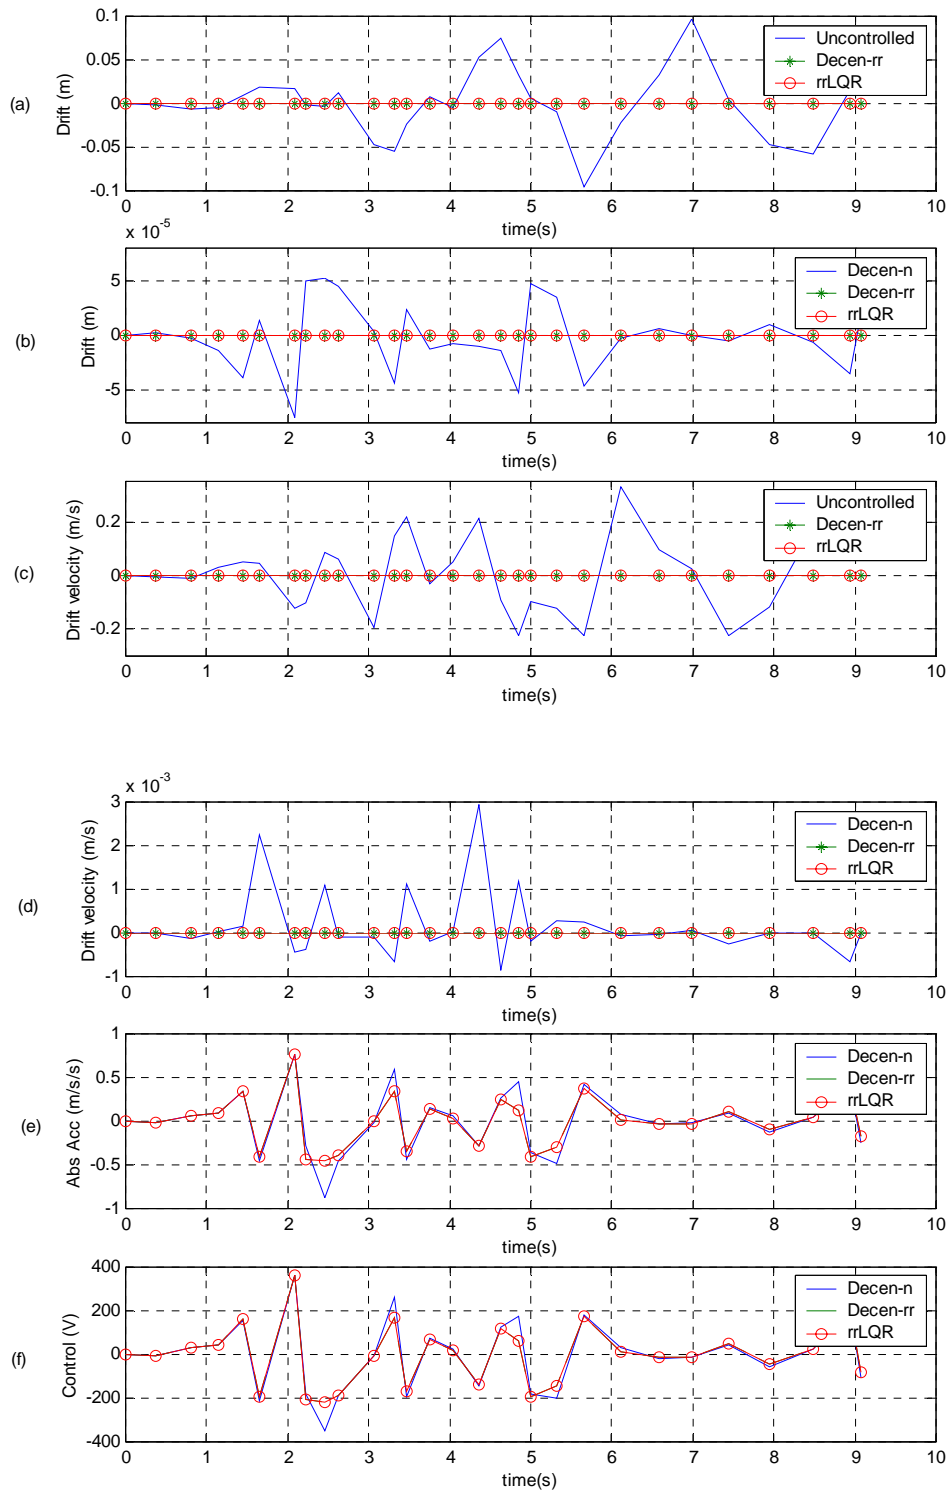 0.1
0.05
0
-0.05
-0.1
Drift (m)
(a)
Uncontrolled
Decen-rr
rrLQR
0 1 2 3 4 5 6 7 8 9 10
time(s)
x 10-5
5
0
-5
Drift (m)
(b)
Decen-n
Decen-rr
rrLQR
0 1 2 3 4 5 6 7 8 9 10
time(s)
0.2
0
-0.2
Drift velocity (m/s)
(c)
Uncontrolled
Decen-rr
rrLQR
0 1 2 3 4 5 6 7 8 9 10
time(s)
x 10-3
3
2
1
0
-1
Drift velocity (m/s)
(d)
Decen-n
Decen-rr
rrLQR
0 1 2 3 4 5 6 7 8 9 10
time(s)
1
0.5
0
-0.5
-1
Abs Acc (m/s/s)
(e)
Decen-n
Decen-rr
rrLQR
0 1 2 3 4 5 6 7 8 9 10
time(s)
400
200
0
-200
-400
Control (V)
(f)
Decen-n
Decen-rr
rrLQR
0 1 2 3 4 5 6 7 8 9 10
time(s)